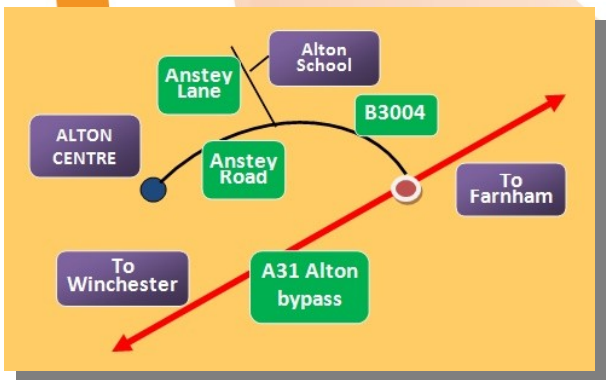 Alton
School
Anstey
Lane
B3004
ALTON
CENTRE
Anstey
Road
To
Farnham
To
Winchester
A31 Alton
bypass